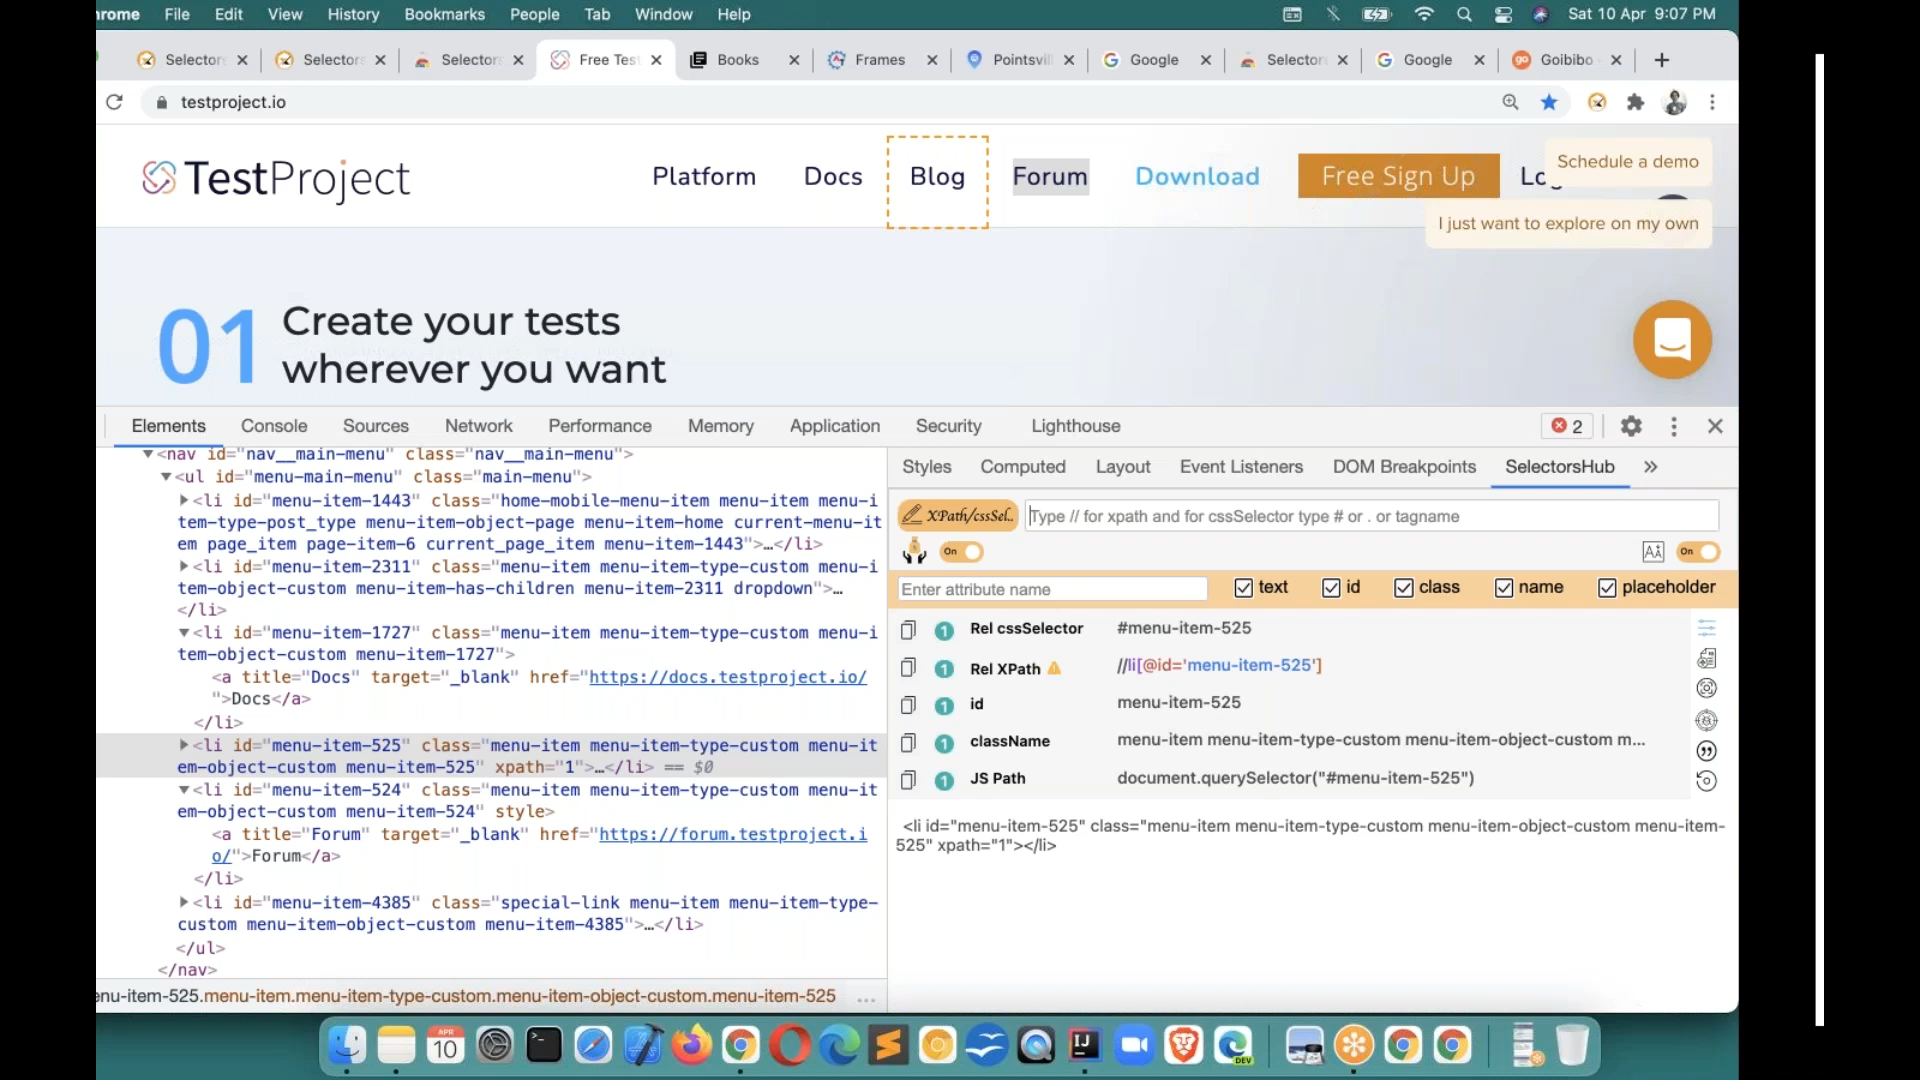 hrome File Edit View History Bookmarks People Tab Window Help Sat 10 Apr 9:07 PM
Selectors Selectors Selectors Free Test Books Frames Pointsvill Google Selectors Google Goibibo -
testproject.io
TestProject Platform Docs Blog Forum Download Free Sign Up Log
Schedule a demo
I just want to explore on my own
01 Create your tests
wherever you want
Elements Console Sources Network Performance Memory Application Security Lighthouse 2
<nav id="nav__main-menu" class="nav__main-menu">
<ul id="menu-main-menu" class="main-menu">
<li id="menu-item-1443" class="home-mobile-menu-item menu-item menu-i
tem-type-post_type menu-item-object-page menu-item-home current-menu-it
em page_item page-item-6 current_page_item menu-item-1443">…</li>
<li id="menu-item-2311" class="menu-item menu-item-type-custom menu-i
tem-object-custom menu-item-has-children menu-item-2311 dropdown">…
</li>
<li id="menu-item-1727" class="menu-item menu-item-type-custom menu-i
tem-object-custom menu-item-1727">
<a title="Docs" target="_blank" href="https://docs.testproject.io/
">Docs</a>
</li>
<li id="menu-item-525" class="menu-item menu-item-type-custom menu-it
em-object-custom menu-item-525" xpath="1">…</li> == $0
<li id="menu-item-524" class="menu-item menu-item-type-custom menu-it
em-object-custom menu-item-524" style>
<a title="Forum" target="_blank" href="https://forum.testproject.i
o/">Forum</a>
</li>
<li id="menu-item-4385" class="special-link menu-item menu-item-type-
custom menu-item-object-custom menu-item-4385">…</li>
</ul>
</nav>
enu-item-525.menu-item.menu-item-type-custom.menu-item-object-custom.menu-item-525 ...
Styles Computed Layout Event Listeners DOM Breakpoints SelectorsHub »
XPath/cssSel.. Type // for xpath and for cssSelector type # or . or tagname
On On
Enter attribute name text id class name placeholder
1 Rel cssSelector #menu-item-525
1 Rel XPath //li[@id='menu-item-525']
1 id menu-item-525
1 className menu-item menu-item-type-custom menu-item-object-custom m...
1 JS Path document.querySelector("#menu-item-525")
<li id="menu-item-525" class="menu-item menu-item-type-custom menu-item-object-custom menu-item-
525" xpath="1"></li>
APR
10
IJ
DEV